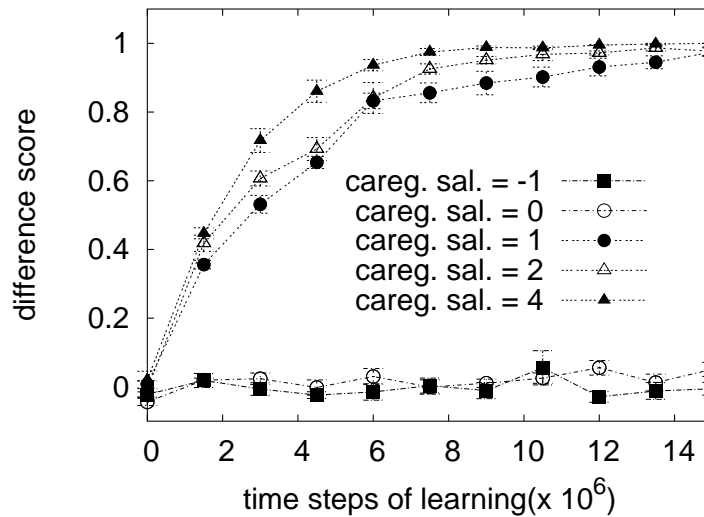 1
0.8
0.6
0.4
0.2
0
difference score
careg. sal. = -1
careg. sal. = 0
careg. sal. = 1
careg. sal. = 2
careg. sal. = 4
0 2 4 6 8 10 12 14
time steps of learning(x 10⁶)